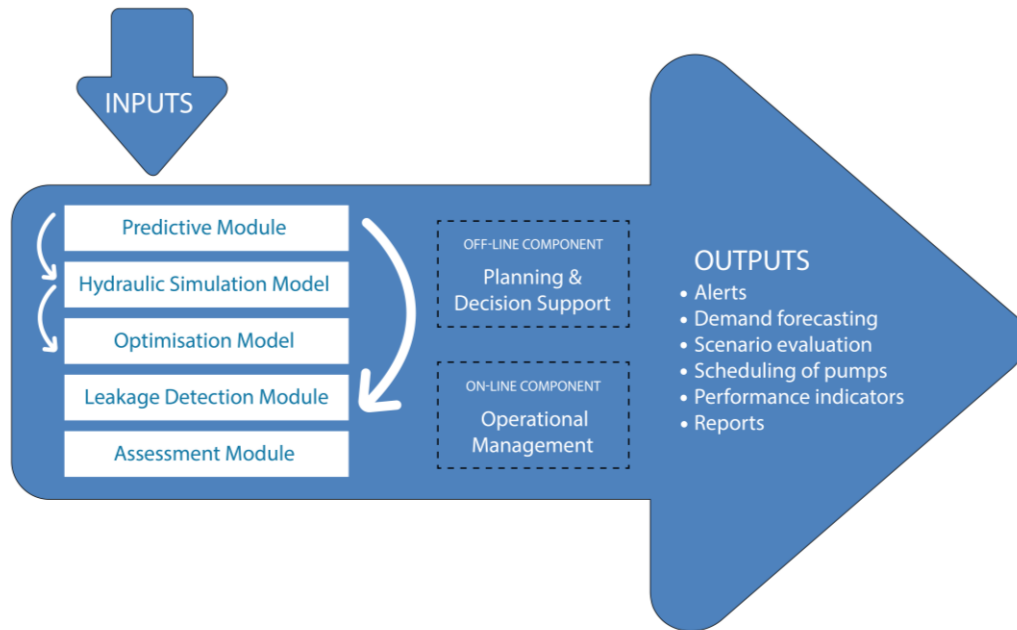 INPUTS
Predictive Module
Hydraulic Simulation Model
Optimisation Model
Leakage Detection Module
Assessment Module
OFF-LINE COMPONENT
Planning &
Decision Support
ON-LINE COMPONENT
Operational
Management
OUTPUTS
• Alerts
• Demand forecasting
• Scenario evaluation
• Scheduling of pumps
• Performance indicators
• Reports